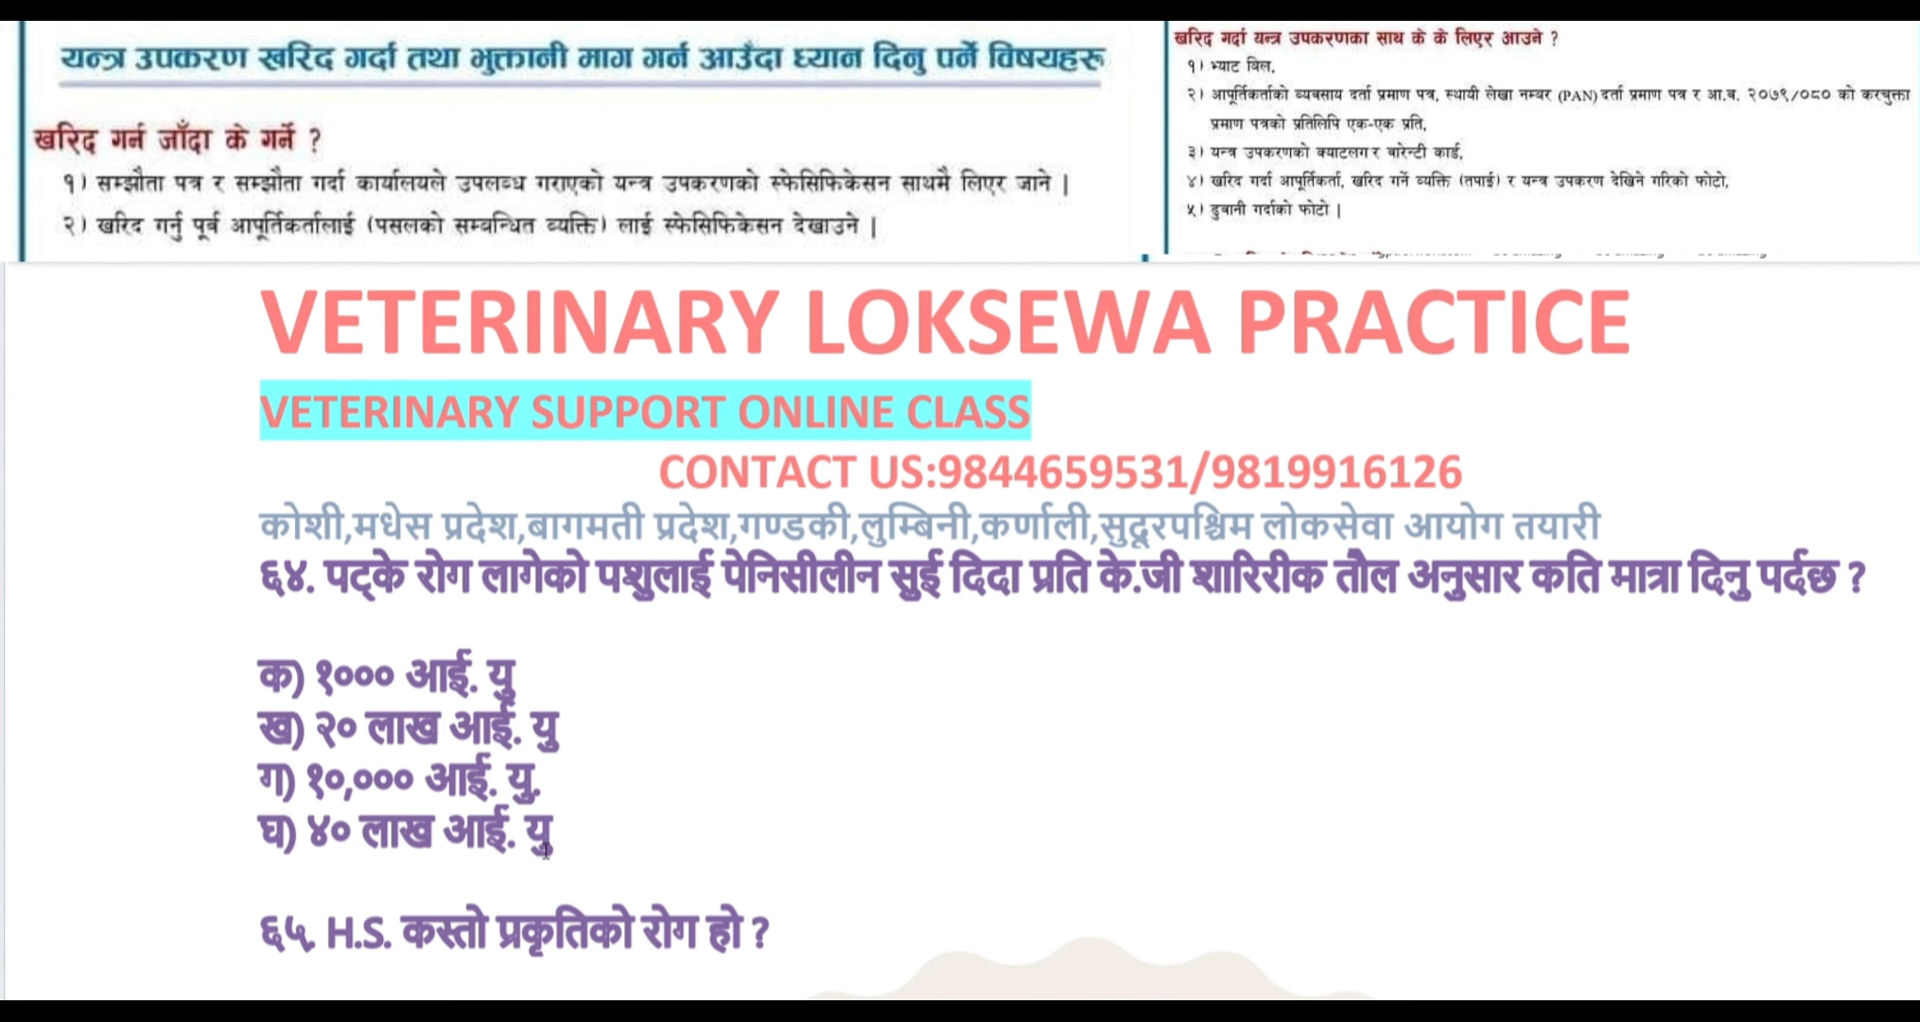 यन्त्र उपकरण खरिद गर्दा तथा भुक्तानी माग गर्न आउँदा ध्यान दिनु पर्ने विषयहरू
खरिद गर्न जाँदा के गर्ने ?
१) सम्झौता पत्र र सम्झौता गर्दा कार्यालयले उपलब्ध गराएको यन्त्र उपकरणको स्फेसिफिकेसन साथमै लिएर जाने |
२) खरिद गर्नु पूर्व आपूर्तिकर्तालाई (पसलको सम्बन्धित व्यक्ति) लाई स्फेसिफिकेसन देखाउने |
खरिद गर्दा यन्त्र उपकरणका साथ के के लिएर आउने ?
१) भ्याट बिल,
२) आपूर्तिकर्ताको व्यवसाय दर्ता प्रमाण पत्र, स्थायी लेखा नम्बर (PAN) दर्ता प्रमाण पत्र र आ.ब. २०७९/०८० को करचुक्ता
प्रमाण पत्रको प्रतिलिपि एक-एक प्रति,
३) यन्त्र उपकरणको क्याटलग र बारेन्टी कार्ड,
४) खरिद गर्दा आपूर्तिकर्ता, खरिद गर्ने व्यक्ति (तपाई) र यन्त्र उपकरण देखिने गरिको फोटो,
५) ढुवानी गर्दाको फोटो |
VETERINARY LOKSEWA PRACTICE
VETERINARY SUPPORT ONLINE CLASS
CONTACT US:9844659531/9819916126
कोशी,मधेस प्रदेश,बागमती प्रदेश,गण्डकी,लुम्बिनी,कर्णाली,सुदूरपश्चिम लोकसेवा आयोग तयारी
६४. पट्के रोग लागेको पशुलाई पेनिसीलीन सुई दिदा प्रति के.जी शारिरीक तौल अनुसार कति मात्रा दिनु पर्दछ ?
क) १००० आई. यु
ख) २० लाख आई. यु
ग) १०,००० आई. यु.
घ) ४० लाख आई. यु
६५. H.S. कस्तो प्रकृतिको रोग हो ?